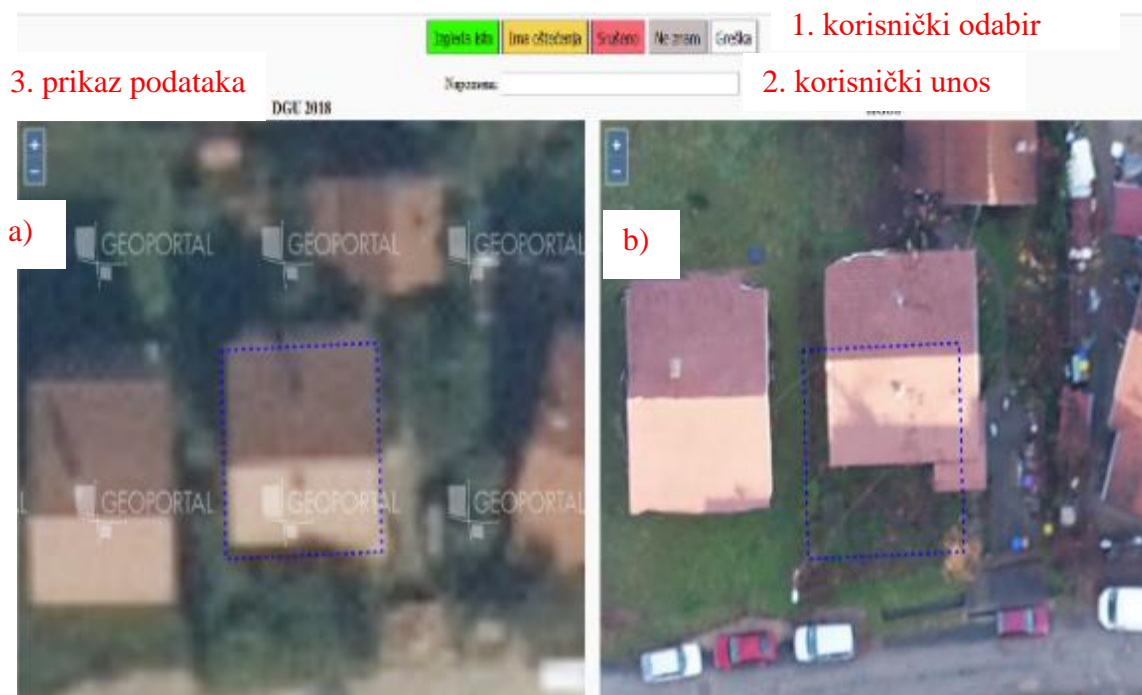 Izgleda isto Ima oštećenja Srušeno Ne znam Greška
1. korisnički odabir
3. prikaz podataka
Napomena:
2. korisnički unos
DGU 2018
a)
b)
GEOPORTAL GEOPORTAL GEOPORTAL
GEOPORTAL GEOPORTAL GEOPORTAL